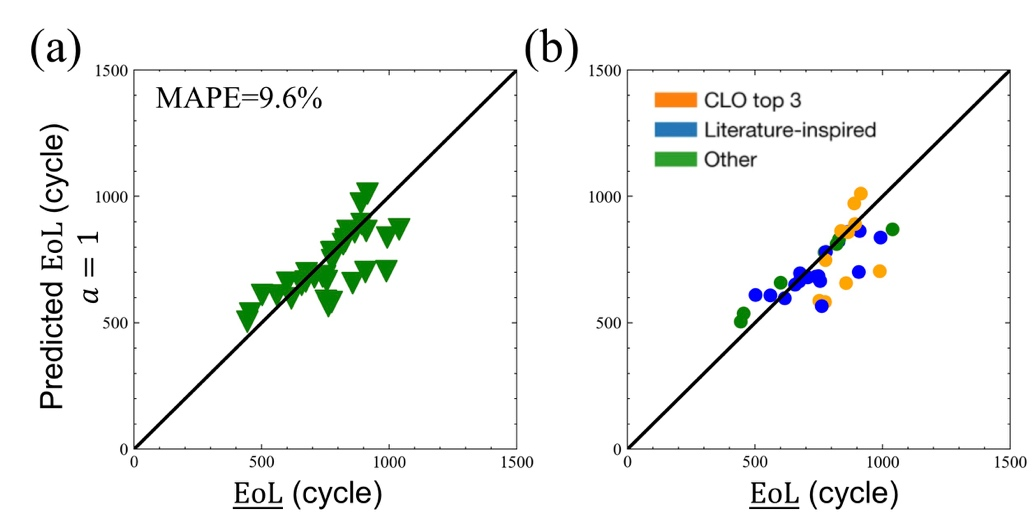 (a)
(b)
MAPE=9.6%
1500
1000
500
0
0
500
1000
1500
Predicted EoL (cycle)
a = 1
EoL (cycle)
CLO top 3
Literature-inspired
Other
1500
1000
500
0
0
500
1000
1500
EoL (cycle)